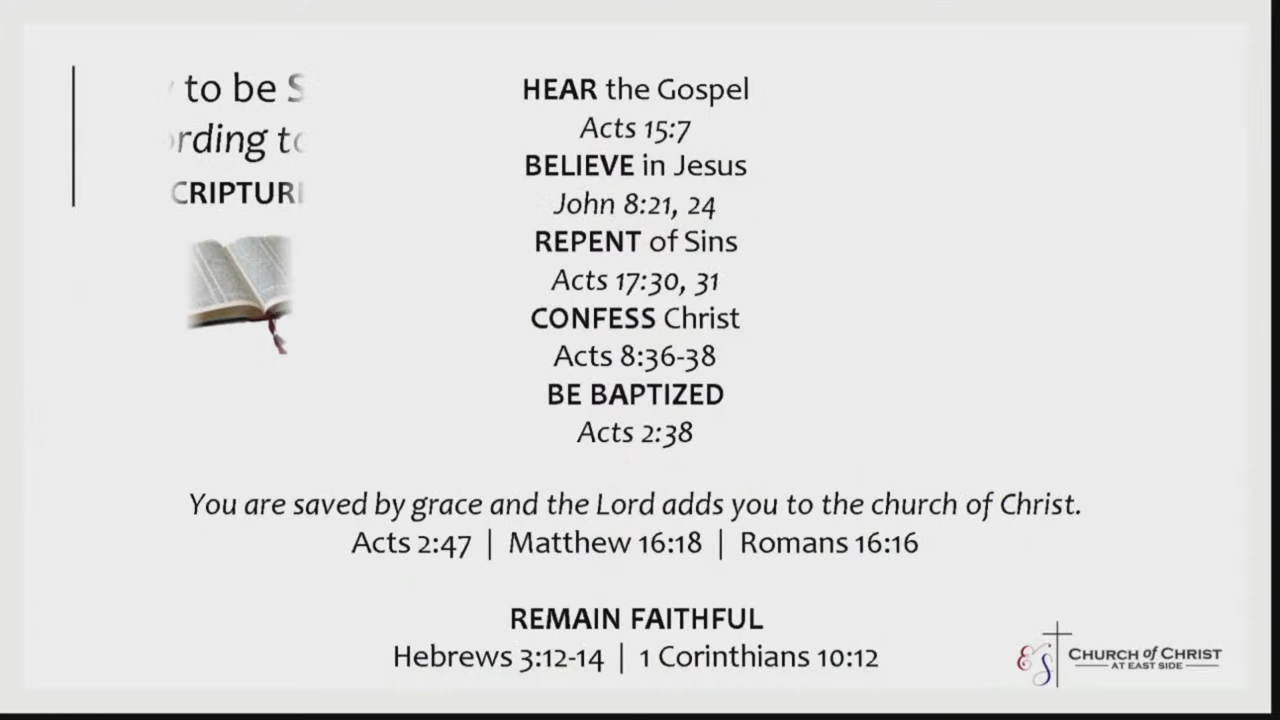 to be
HEAR the Gospel
Acts 15:7
BELIEVE in Jesus
John 8:21, 24
REPENT of Sins
Acts 17:30, 31
CONFESS Christ
Acts 8:36-38
BE BAPTIZED
Acts 2:38
You are saved by grace and the Lord adds you to the church of Christ.
Acts 2:47 | Matthew 16:18 | Romans 16:16
REMAIN FAITHFUL
Hebrews 3:12-14 | 1 Corinthians 10:12
ES
CHURCH of CHRIST
AT EAST SIDE